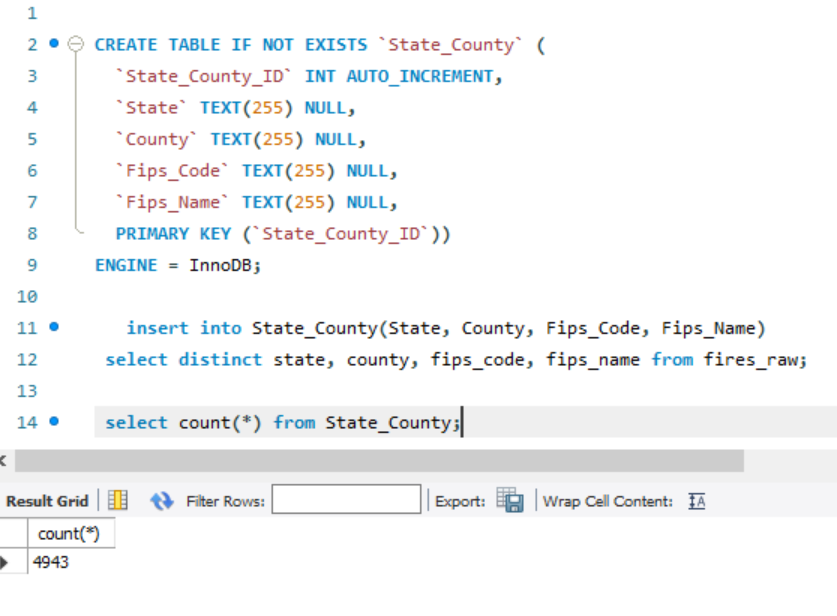 1
2 CREATE TABLE IF NOT EXISTS `State_County` (
3 `State_County_ID` INT AUTO_INCREMENT,
4 `State` TEXT(255) NULL,
5 `County` TEXT(255) NULL,
6 `Fips_Code` TEXT(255) NULL,
7 `Fips_Name` TEXT(255) NULL,
8 PRIMARY KEY (`State_County_ID`))
9 ENGINE = InnoDB;
10
11 insert into State_County(State, County, Fips_Code, Fips_Name)
12 select distinct state, county, fips_code, fips_name from fires_raw;
13
14 select count(*) from State_County;
Result Grid Filter Rows: Export: Wrap Cell Content: IA
count(*)
4943